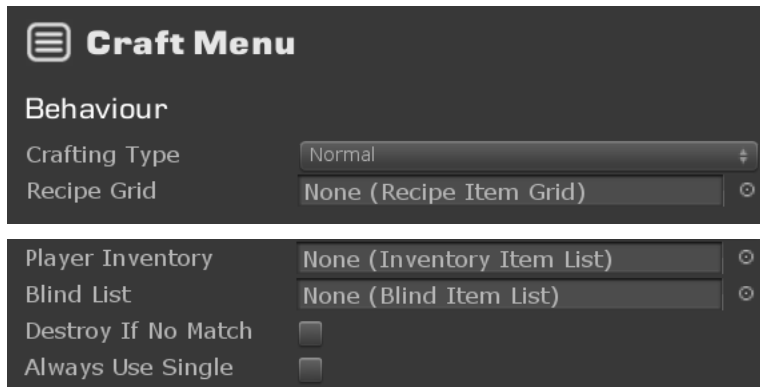 Craft Menu
Behaviour
Crafting Type Normal
Recipe Grid None (Recipe Item Grid)
Player Inventory None (Inventory Item List)
Blind List None (Blind Item List)
Destroy If No Match
Always Use Single